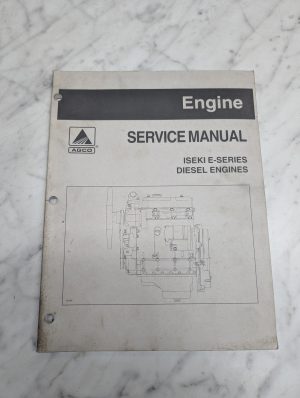 Engine
AGCO
SERVICE MANUAL
ISEKI E-SERIES
DIESEL ENGINES